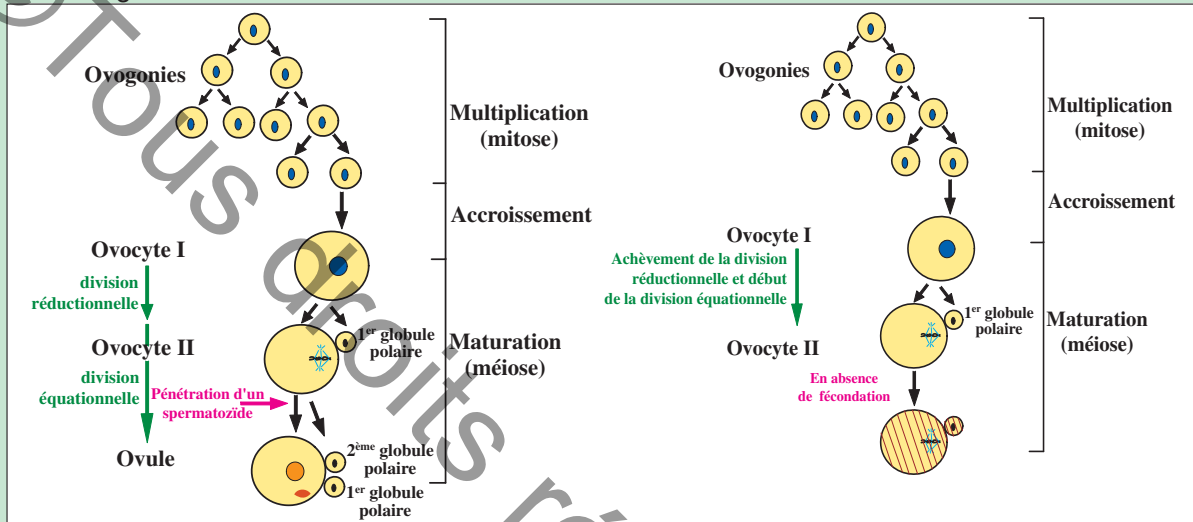 ©Tous droits ré
Ovogonies
Multiplication
(mitose)
Accroissement
Ovocyte I
division
réductionnelle
1er globule
polaire
Ovocyte II
Maturation
(méiose)
division
équationnelle
Pénétration d'un
spermatozoïde
Ovule
2ème globule
polaire
1er globule
polaire
Ovogonies
Multiplication
(mitose)
Accroissement
Ovocyte I
Achèvement de la division
réductionnelle et début
de la division équationnelle
1er globule
polaire
Maturation
(méiose)
Ovocyte II
En absence
de fécondation